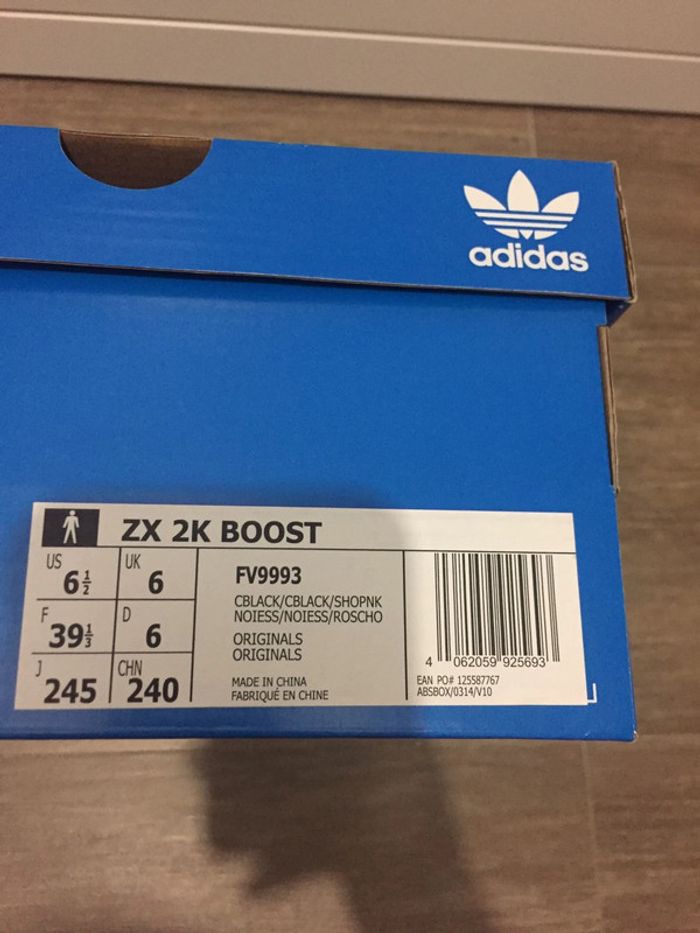 adidas
ZX 2K BOOST
US UK
6½ 6
F D
39⅓ 6
J CHN
245 240
FV9993
CBLACK/CBLACK/SHOPNK
NOIESS/NOIESS/ROSCHO
ORIGINALS
ORIGINALS
MADE IN CHINA
FABRIQUÉ EN CHINE
4 062059 925693
EAN PO# 125587767
ABSBOX/0314/V10